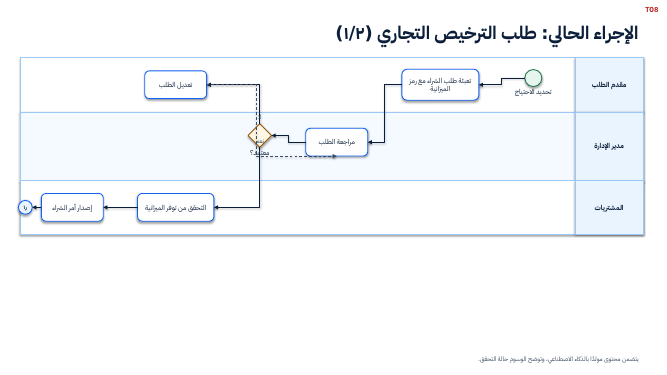 T08
الإجراء الحالي: طلب الترخيص التجاري (١/٢)
مقدم الطلب
تحديد الاحتياج
تعبئة طلب الشراء مع رمز
الميزانية
تعديل الطلب
مدير الإدارة
مراجعة الطلب
معتمد؟
المشتريات
التحقق من توفر الميزانية
إصدار أمر الشراء
يتضمن محتوى مولدًا بالذكاء الاصطناعي، وتوضح الوسوم حالة التحقق.